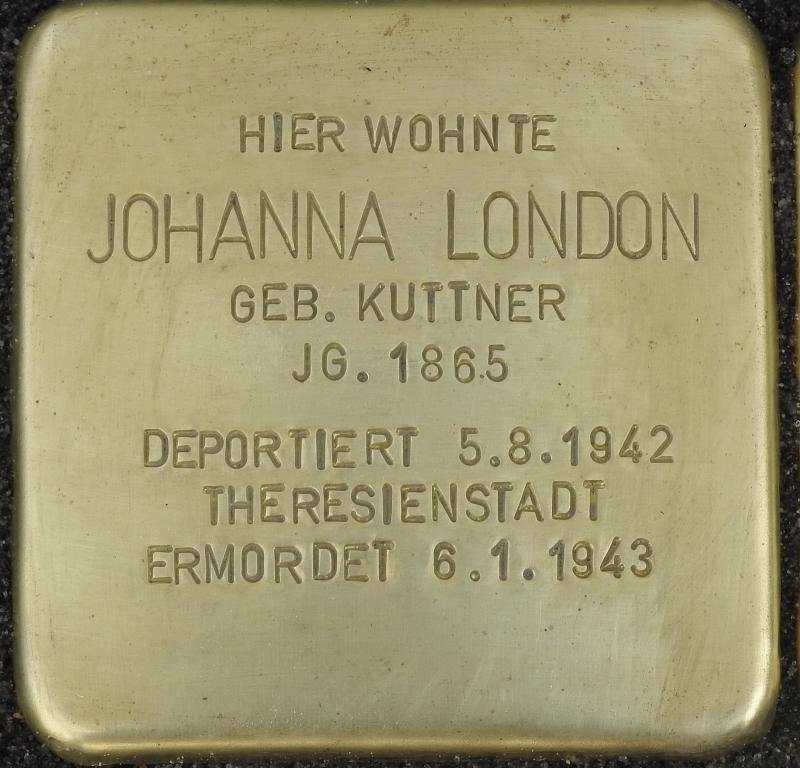 HIER WOHNTE
JOHANNA LONDON
GEB. KUTTNER
JG. 1865
DEPORTIERT 5.8.1942
THERESIENSTADT
ERMORDET 6.1.1943